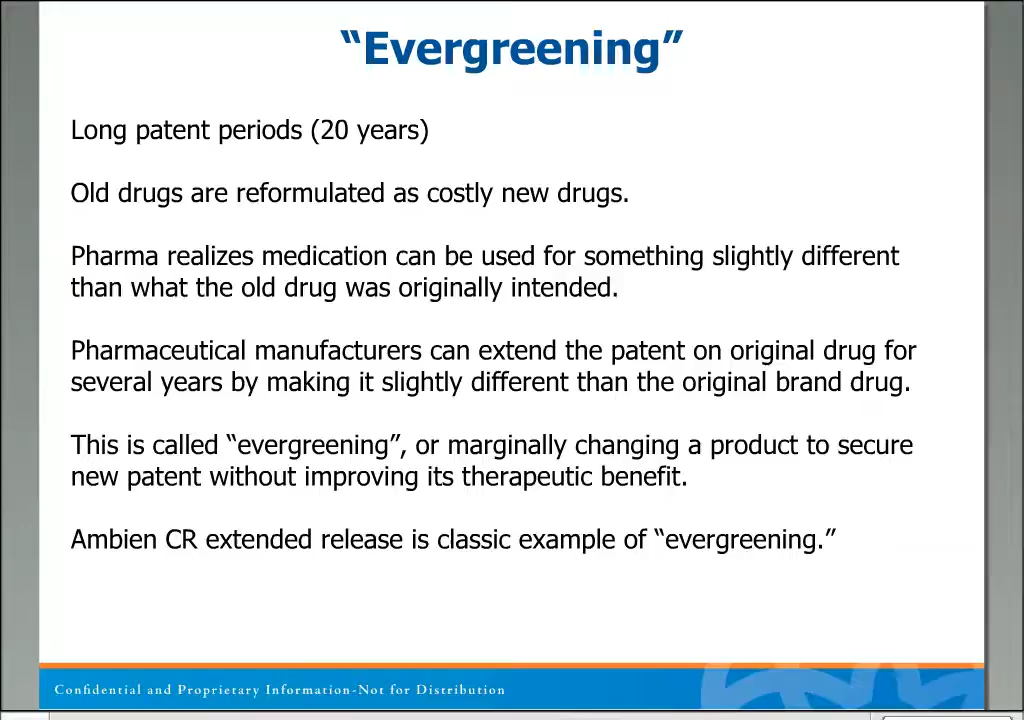 “Evergreening”
Long patent periods (20 years)
Old drugs are reformulated as costly new drugs.
Pharma realizes medication can be used for something slightly different
than what the old drug was originally intended.
Pharmaceutical manufacturers can extend the patent on original drug for
several years by making it slightly different than the original brand drug.
This is called “evergreening”, or marginally changing a product to secure
new patent without improving its therapeutic benefit.
Ambien CR extended release is classic example of “evergreening.”
Confidential and Proprietary Information-Not for Distribution